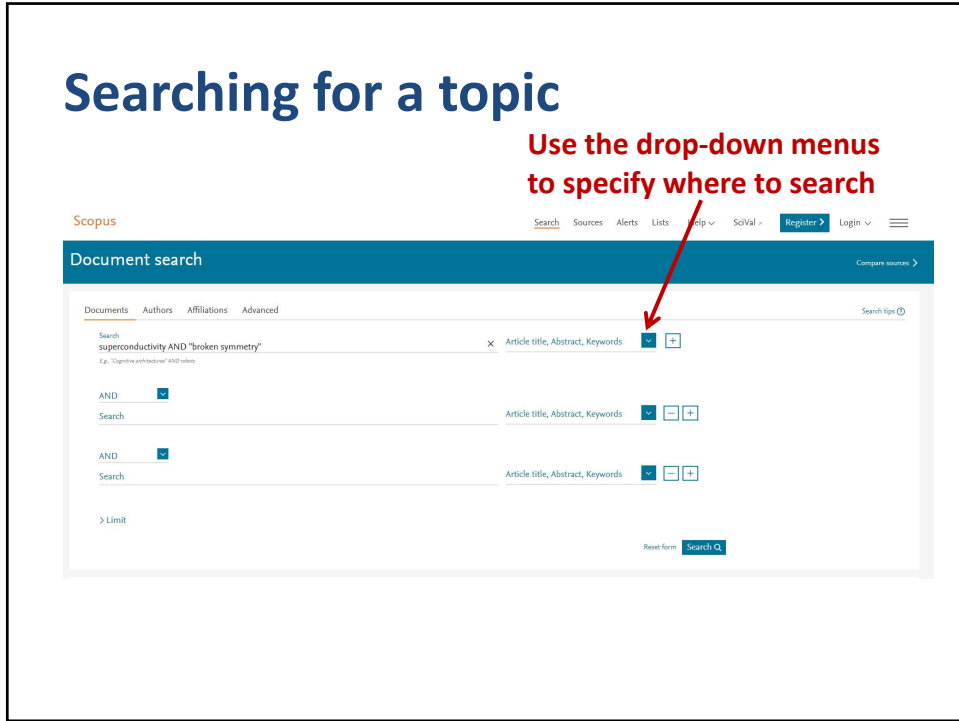 Searching for a topic
Use the drop-down menus
to specify where to search
Scopus
Search Sources Alerts Lists Help SciVal Register Login
Document search
Compare sources
Documents Authors Affiliations Advanced
Search tips
Search
superconductivity AND "broken symmetry"
Article title, Abstract, Keywords
E.g., "Cognitive architectures" AND robots
AND
Search
Article title, Abstract, Keywords
AND
Search
Article title, Abstract, Keywords
> Limit
Reset form Search